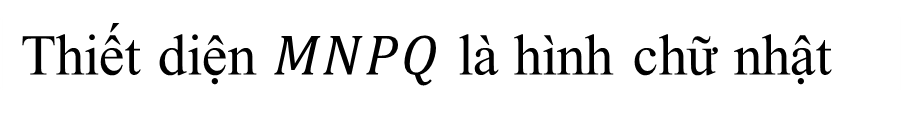 Thiết diện MNPQ là hình chữ nhật